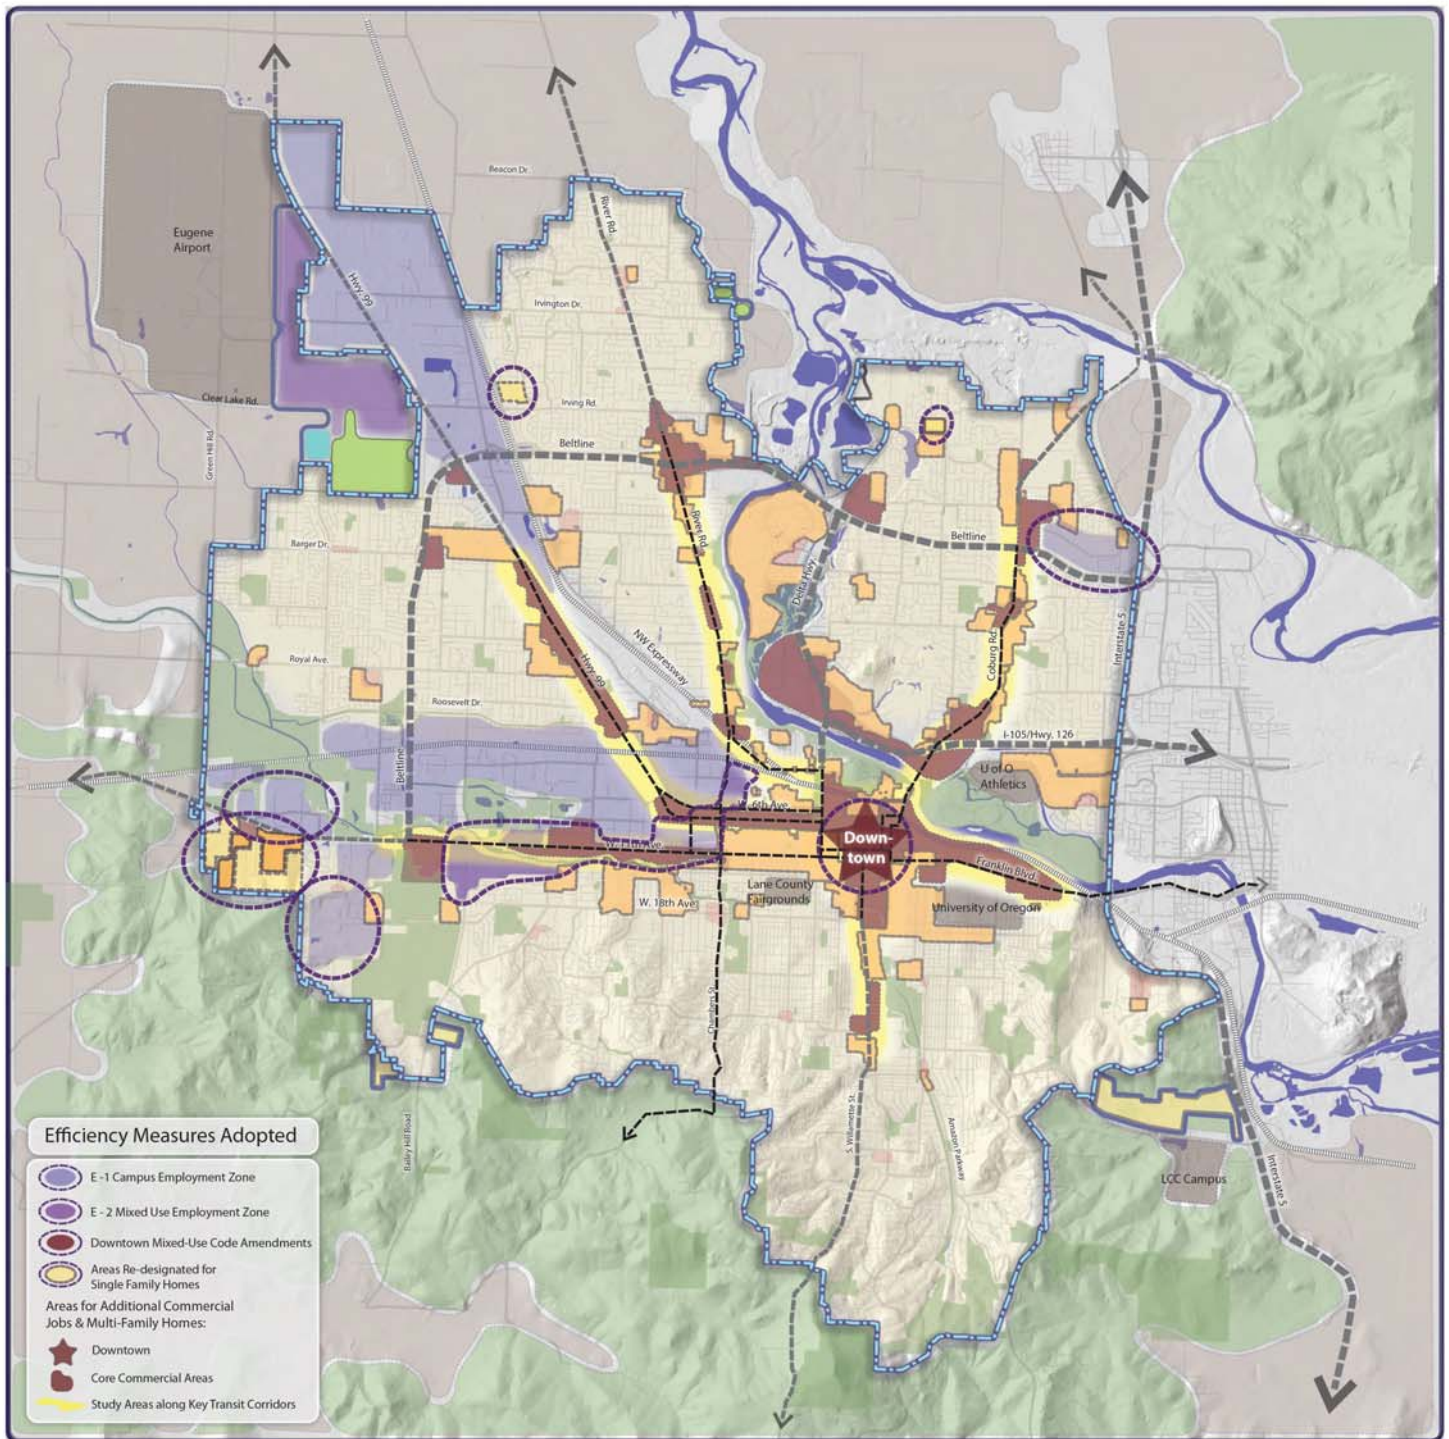 Beacon Dr.
River Rd.
Eugene
Airport
Hwy. 99
Irvington Dr.
Clear Lake Rd.
Irving Rd.
Green Hill Rd.
Beltline
River Rd.
Beltline
Barger Dr.
Delta Hwy.
Interstate 5
NW Expressway
Coburg Rd.
Royal Ave.
Hwy. 99
Roosevelt Dr.
I-105/Hwy. 126
Beltline
U of O
Athletics
W. 6th Ave.
Down-
town
W. 11th Ave.
Franklin Blvd.
Lane County
Fairgrounds
W. 18th Ave.
University of Oregon
Chambers St.
S. Willamette St.
Amazon Parkway
Bailey Hill Road
LCC Campus
Interstate 5
Efficiency Measures Adopted
E -1 Campus Employment Zone
E - 2 Mixed Use Employment Zone
Downtown Mixed-Use Code Amendments
Areas Re-designated for
Single Family Homes
Areas for Additional Commercial
Jobs & Multi-Family Homes:
Downtown
Core Commercial Areas
Study Areas along Key Transit Corridors